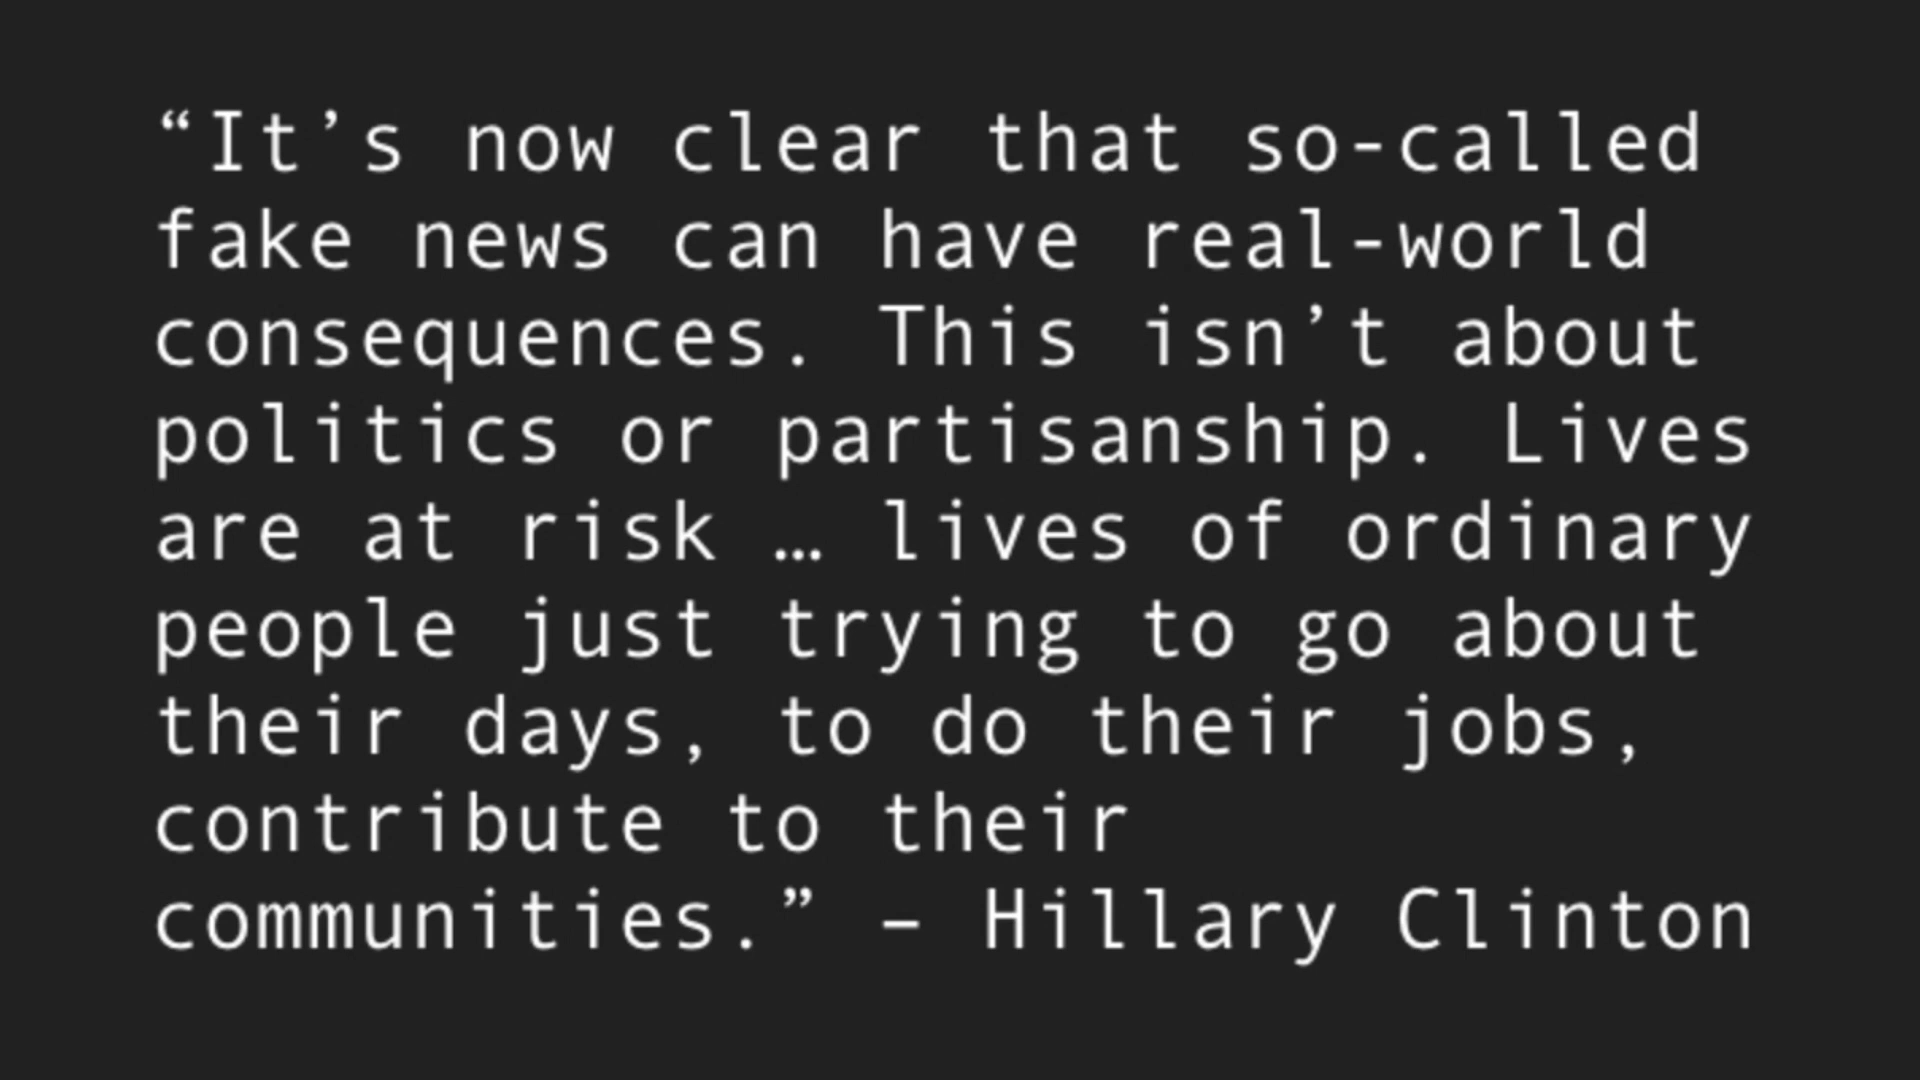 “It’s now clear that so-called
fake news can have real-world
consequences. This isn’t about
politics or partisanship. Lives
are at risk … lives of ordinary
people just trying to go about
their days, to do their jobs,
contribute to their
communities.” – Hillary Clinton